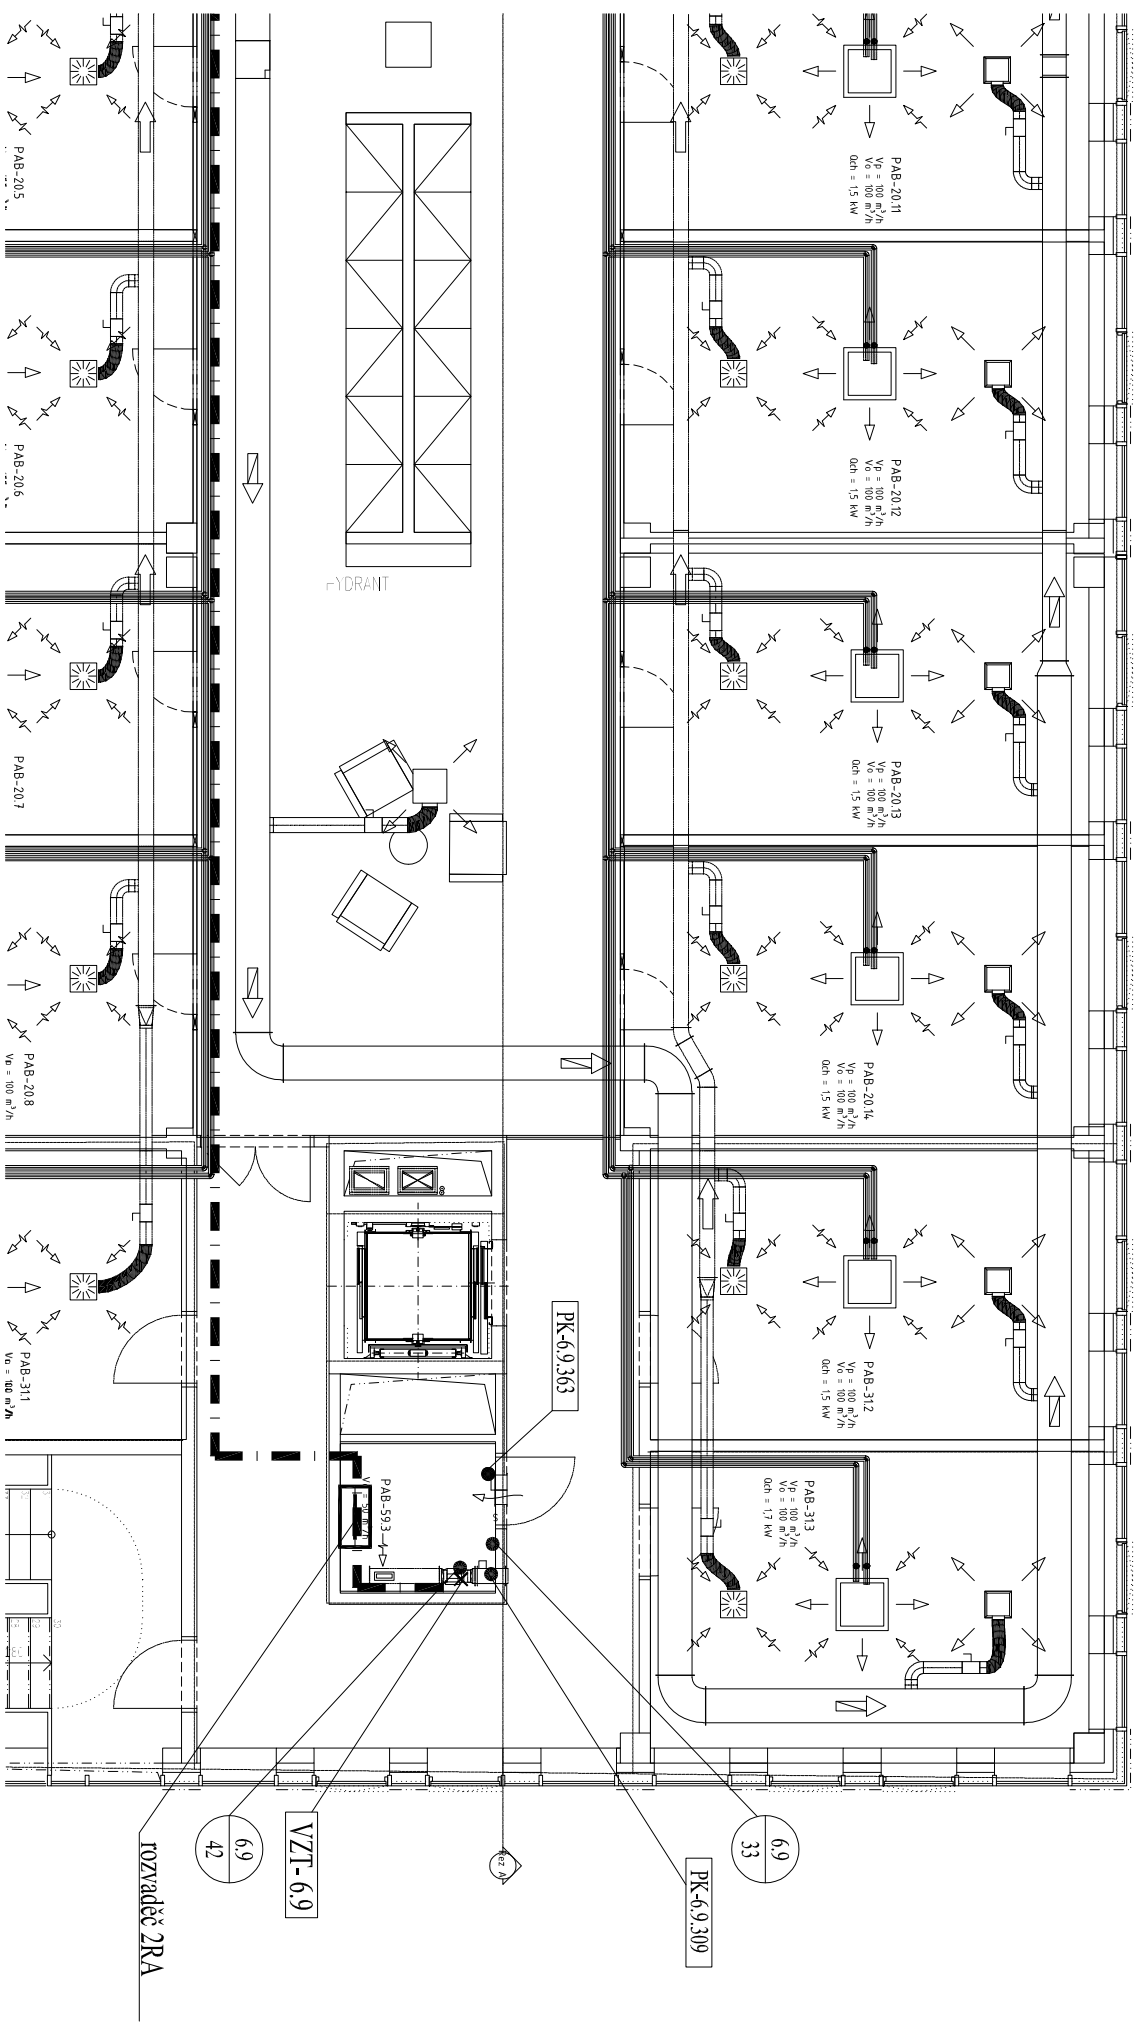 PAB-20.5
PAB-20.6
PAB-20.7
PAB-20.8
Vp = 100 m³/h
PAB-31.1
Vp = 100 m³/h
PAB-20.11
Vp = 100 m³/h
Vo = 100 m³/h
Qch = 1,5 kW
PAB-20.12
Vp = 100 m³/h
Vo = 100 m³/h
Qch = 1,5 kW
PAB-20.13
Vp = 100 m³/h
Vo = 100 m³/h
Qch = 1,5 kW
PAB-20.14
Vp = 100 m³/h
Vo = 100 m³/h
Qch = 1,5 kW
PAB-31.2
Vp = 100 m³/h
Vo = 100 m³/h
Qch = 1,5 kW
PAB-31.3
Vp = 100 m³/h
Vo = 100 m³/h
Qch = 1,7 kW
HYDRANT
PK-6.9.363
PAB-59.3
S
6.9
33
PK-6.9.309
Řez A
VZT- 6.9
6.9
42
rozvaděč 2RA